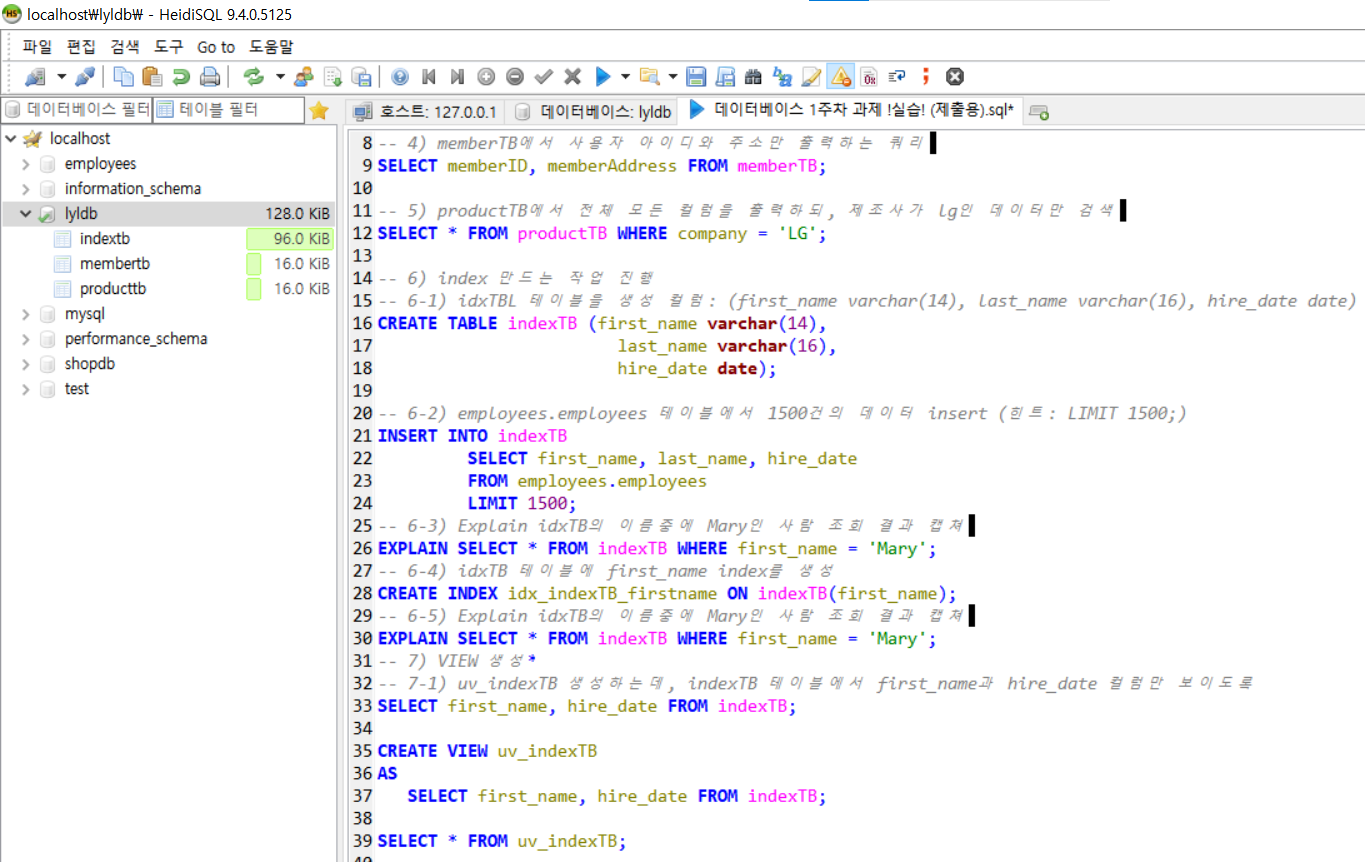 localhost₩lyldb₩ - HeidiSQL 9.4.0.5125
파일 편집 검색 도구 Go to 도움말
데이터베이스 필터 테이블 필터
호스트: 127.0.0.1 데이터베이스: lyldb 데이터베이스 1주차 과제 !실습! (제출용).sql*
localhost
employees
information_schema
lyldb 128.0 KiB
indextb 96.0 KiB
membertb 16.0 KiB
producttb 16.0 KiB
mysql
performance_schema
shopdb
test
8 -- 4) memberTB에서 사용자 아이디와 주소만 출력하는 쿼리
9 SELECT memberID, memberAddress FROM memberTB;
10
11 -- 5) productTB에서 전체 모든 컬럼을 출력하되, 제조사가 lg인 데이터만 검색
12 SELECT * FROM productTB WHERE company = 'LG';
13
14 -- 6) index 만드는 작업 진행
15 -- 6-1) idxTBL 테이블을 생성 컬럼: (first_name varchar(14), last_name varchar(16), hire_date date)
16 CREATE TABLE indexTB (first_name varchar(14),
17 last_name varchar(16),
18 hire_date date);
19
20 -- 6-2) employees.employees 테이블에서 1500건의 데이터 insert (힌트: LIMIT 1500;)
21 INSERT INTO indexTB
22 SELECT first_name, last_name, hire_date
23 FROM employees.employees
24 LIMIT 1500;
25 -- 6-3) Explain idxTB의 이름중에 Mary인 사람 조회 결과 캡쳐
26 EXPLAIN SELECT * FROM indexTB WHERE first_name = 'Mary';
27 -- 6-4) idxTB 테이블에 first_name index를 생성
28 CREATE INDEX idx_indexTB_firstname ON indexTB(first_name);
29 -- 6-5) Explain idxTB의 이름중에 Mary인 사람 조회 결과 캡쳐
30 EXPLAIN SELECT * FROM indexTB WHERE first_name = 'Mary';
31 -- 7) VIEW 생성*
32 -- 7-1) uv_indexTB 생성하는데, indexTB 테이블에서 first_name과 hire_date 컬럼만 보이도록
33 SELECT first_name, hire_date FROM indexTB;
34
35 CREATE VIEW uv_indexTB
36 AS
37 SELECT first_name, hire_date FROM indexTB;
38
39 SELECT * FROM uv_indexTB;
40